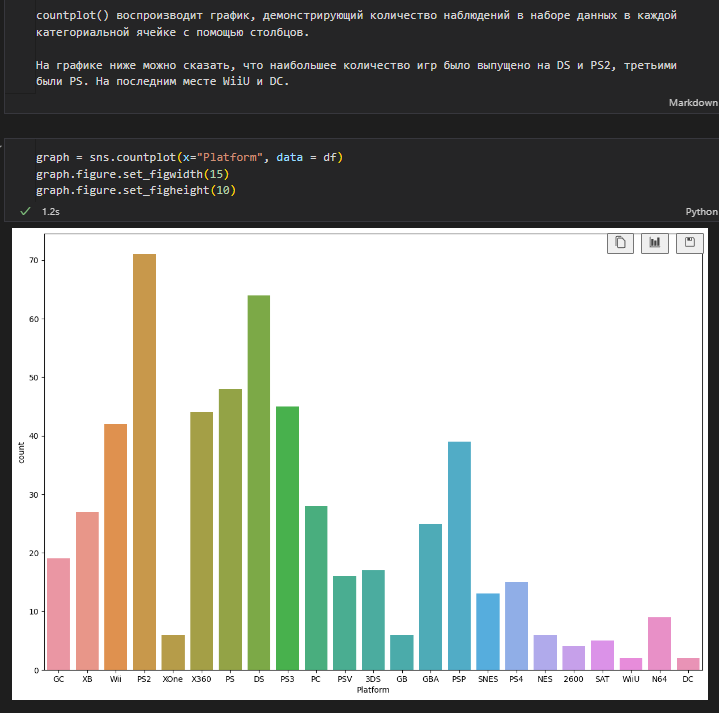 countplot() воспроизводит график, демонстрирующий количество наблюдений в наборе данных в каждой
категориальной ячейке с помощью столбцов.
На графике ниже можно сказать, что наибольшее количество игр было выпущено на DS и PS2, третьими
были PS. На последним месте WiiU и DC.
Markdown
graph = sns.countplot(x="Platform", data = df)
graph.figure.set_figwidth(15)
graph.figure.set_figheight(10)
1.2s
Python
70
60
50
40
30
20
10
0
count
GC XB Wii PS2 XOne X360 PS DS PS3 PC PSV 3DS GB GBA PSP SNES PS4 NES 2600 SAT WiiU N64 DC
Platform